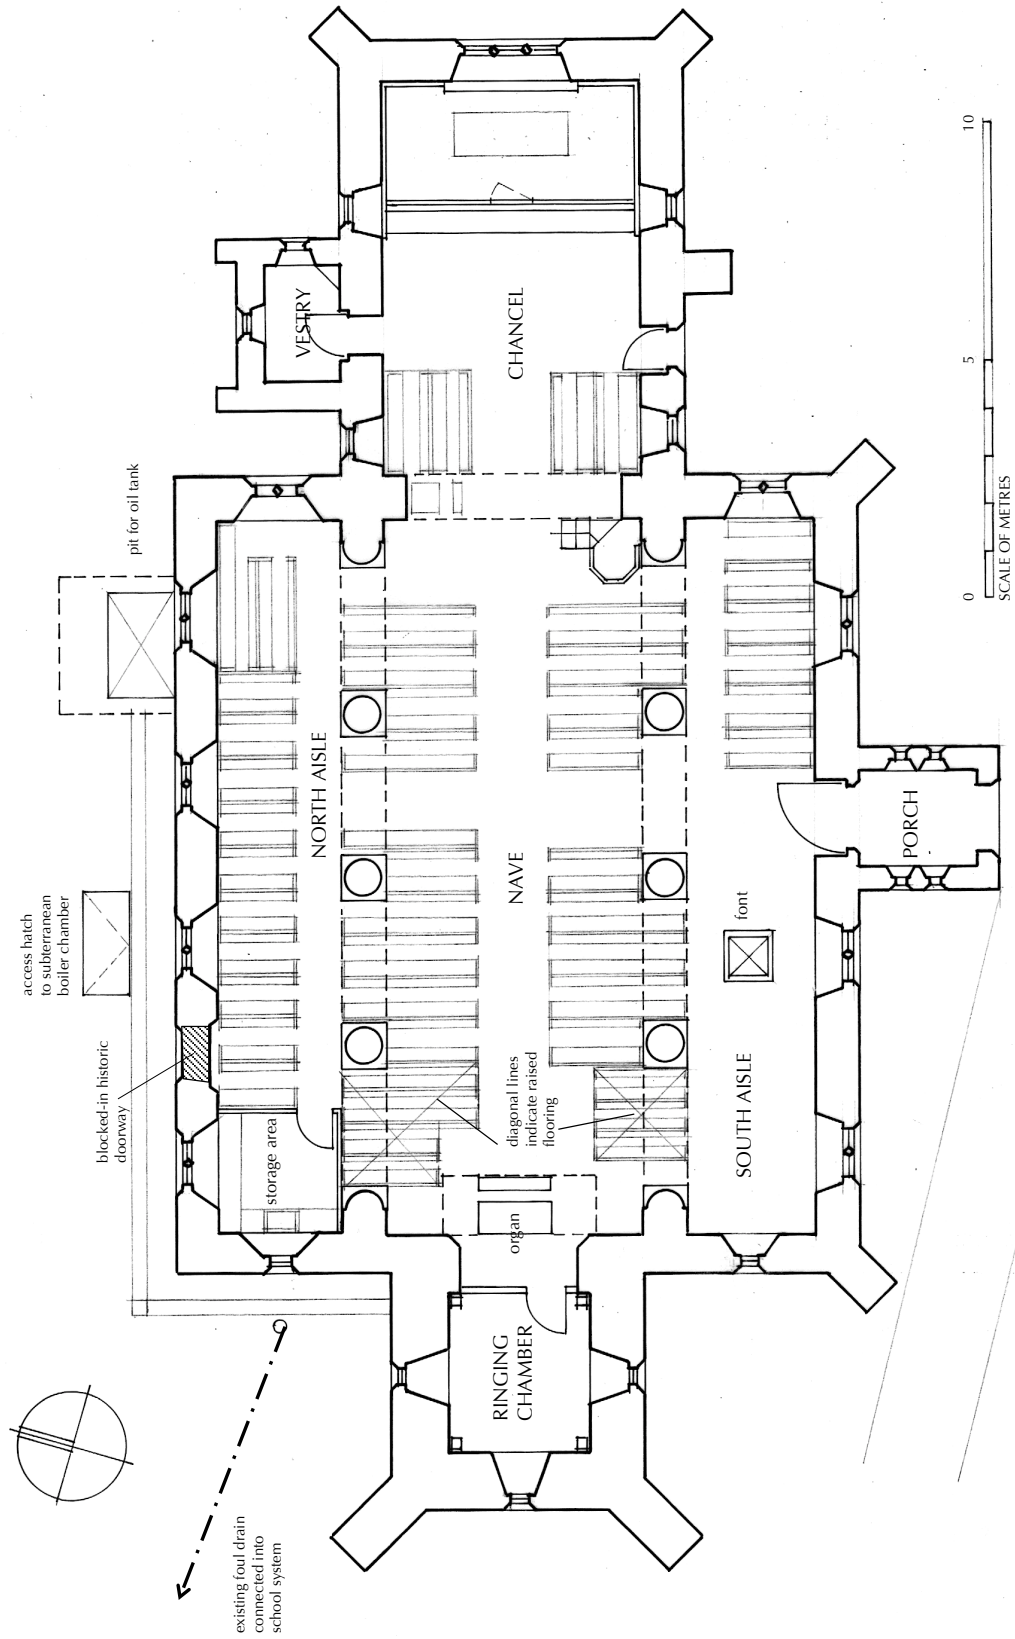 pit for oil tank
access hatch
to subterranean
boiler chamber
blocked-in historic
doorway
VESTRY
CHANCEL
NORTH AISLE
NAVE
storage area
diagonal lines
indicate raised
flooring
organ
font
SOUTH AISLE
PORCH
RINGING
CHAMBER
existing foul drain
connected into
school system
0
5
10
SCALE OF METRES